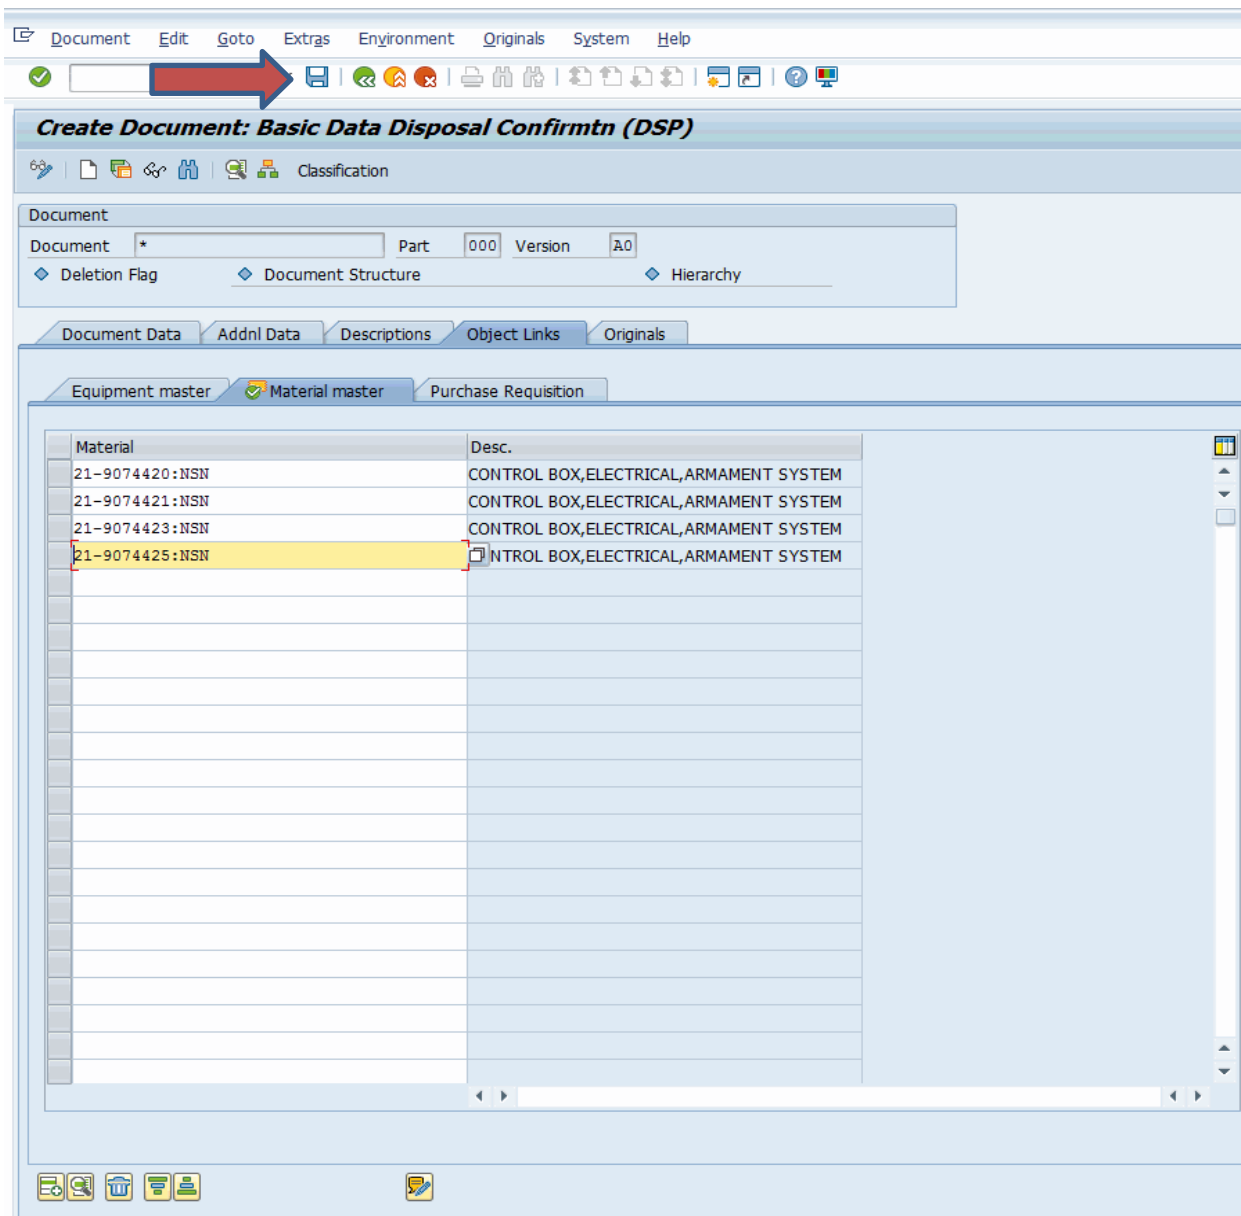 Document Edit Goto Extras Environment Originals System Help
Create Document: Basic Data Disposal Confirmtn (DSP)
Classification
Document
Document * Part 000 Version A0
Deletion Flag Document Structure Hierarchy
Document Data Addnl Data Descriptions Object Links Originals
Equipment master Material master Purchase Requisition
Material Desc.
21-9074420:NSN CONTROL BOX,ELECTRICAL,ARMAMENT SYSTEM
21-9074421:NSN CONTROL BOX,ELECTRICAL,ARMAMENT SYSTEM
21-9074423:NSN CONTROL BOX,ELECTRICAL,ARMAMENT SYSTEM
21-9074425:NSN NTROL BOX,ELECTRICAL,ARMAMENT SYSTEM